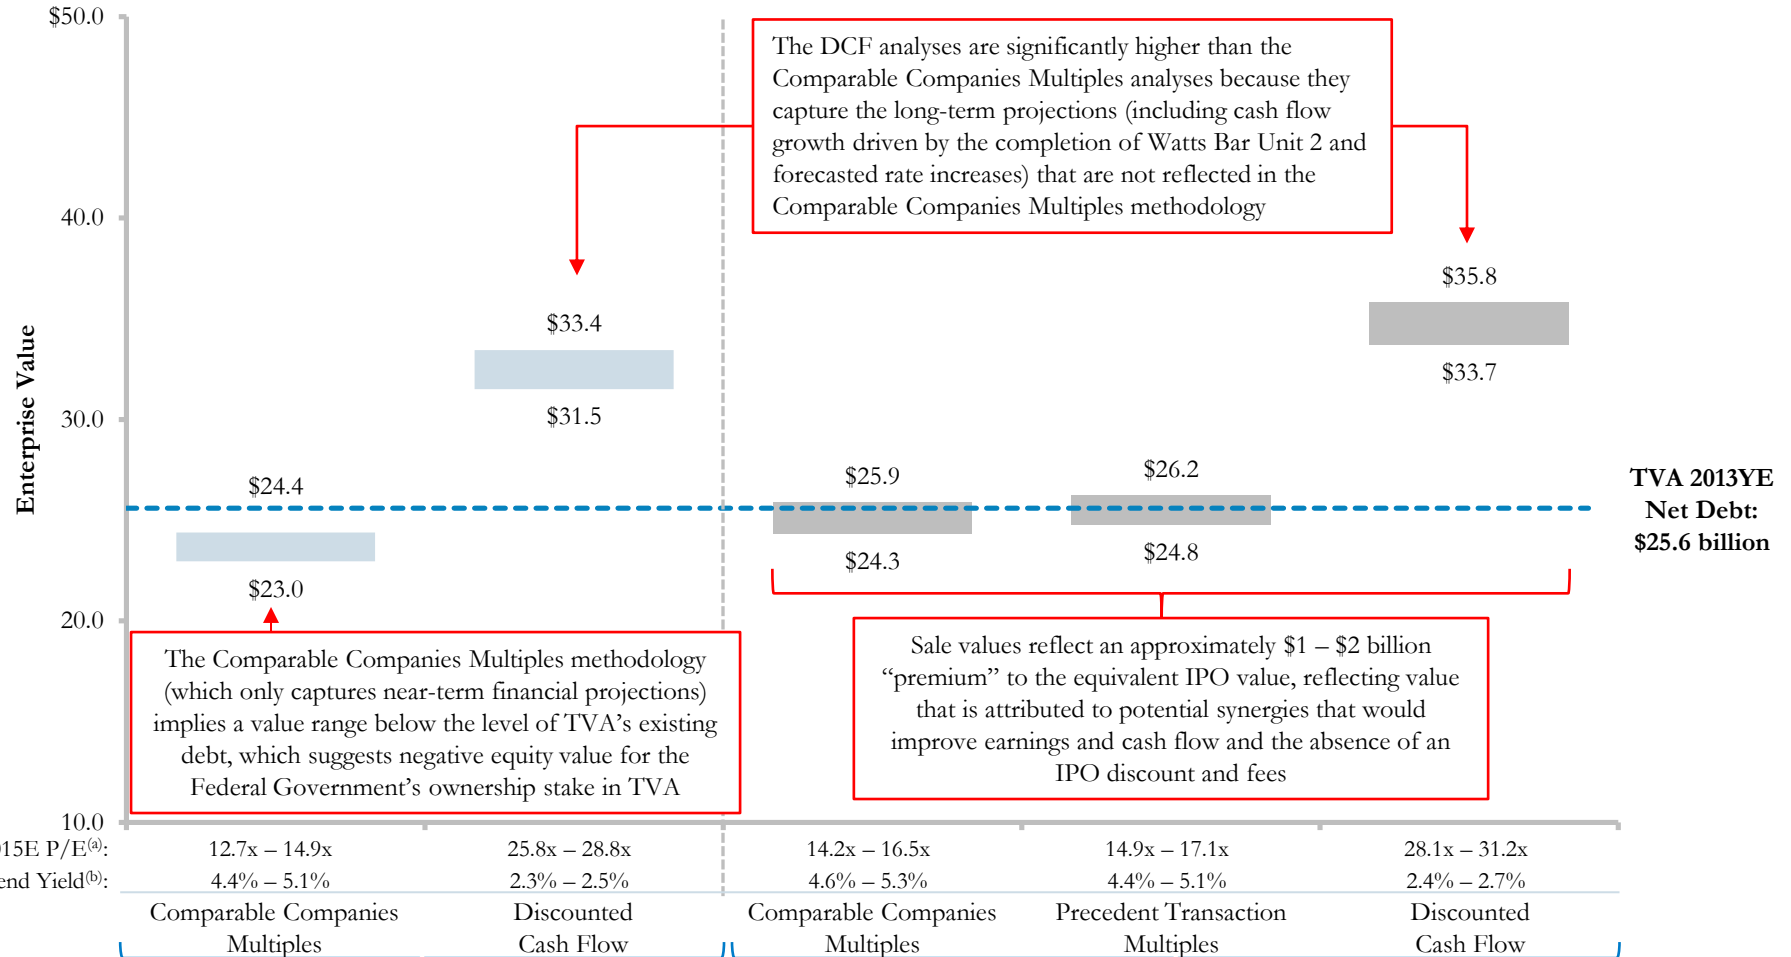 $50.0
The DCF analyses are significantly higher than the
Comparable Companies Multiples analyses because they
capture the long-term projections (including cash flow
growth driven by the completion of Watts Bar Unit 2 and
forecasted rate increases) that are not reflected in the
Comparable Companies Multiples methodology
40.0
$35.8
$33.4
$33.7
$31.5
30.0
Enterprise Value
$24.4
$25.9
$26.2
TVA 2013YE
Net Debt:
$25.6 billion
$23.0
$24.3
$24.8
20.0
The Comparable Companies Multiples methodology
(which only captures near-term financial projections)
implies a value range below the level of TVA’s existing
debt, which suggests negative equity value for the
Federal Government’s ownership stake in TVA
Sale values reflect an approximately $1 – $2 billion
“premium” to the equivalent IPO value, reflecting value
that is attributed to potential synergies that would
improve earnings and cash flow and the absence of an
IPO discount and fees
10.0
15E P/E(a): 12.7x – 14.9x 25.8x – 28.8x 14.2x – 16.5x 14.9x – 17.1x 28.1x – 31.2x
end Yield(b): 4.4% – 5.1% 2.3% – 2.5% 4.6% – 5.3% 4.4% – 5.1% 2.4% – 2.7%
Comparable Companies Discounted Comparable Companies Precedent Transaction Discounted
Multiples Cash Flow Multiples Multiples Cash Flow